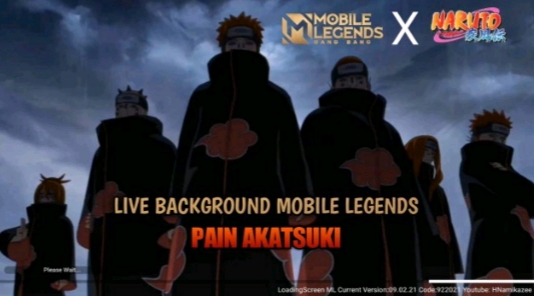 MOBILE LEGENDS BANG BANG X NARUTO
LIVE BACKGROUND MOBILE LEGENDS
PAIN AKATSUKI
Please Wait..
LoadingScreen ML Current Version:09.02.21 Code:922021 Youtube: HNamikazee